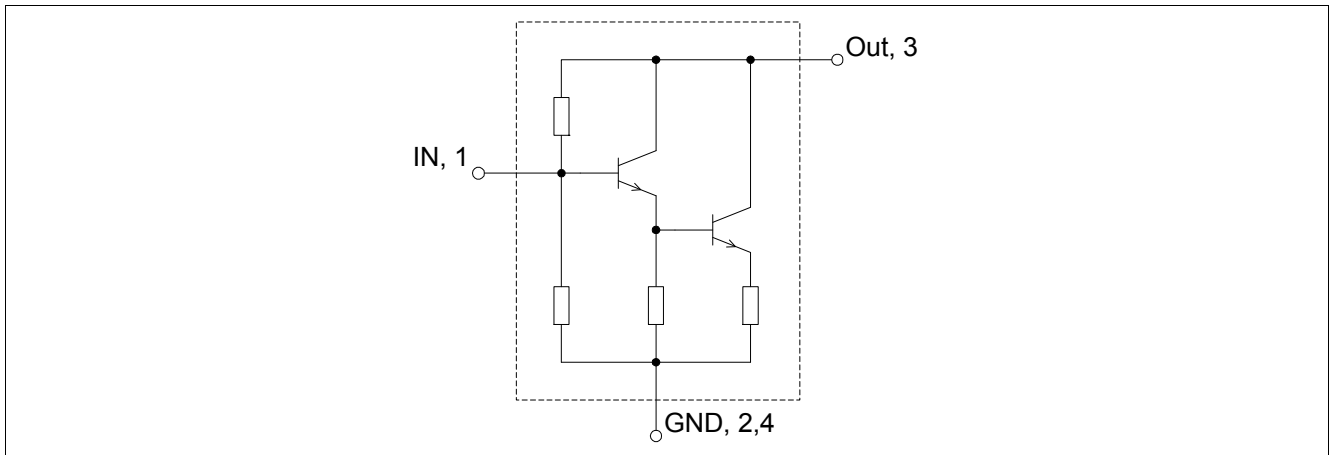 Out, 3
IN, 1
GND, 2,4